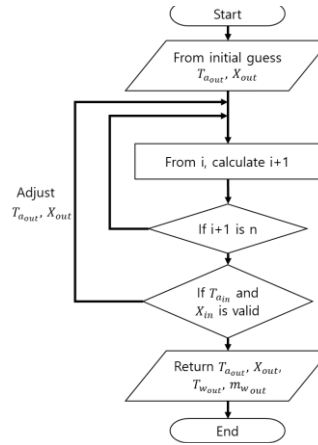 Start
From initial guess
T_{a_{out}}, X_{out}
From i, calculate i+1
Adjust
T_{a_{out}}, X_{out}
If i+1 is n
If T_{a_{in}} and
X_{in} is valid
Return T_{a_{out}}, X_{out},
T_{w_{out}}, m_{w_{out}}
End